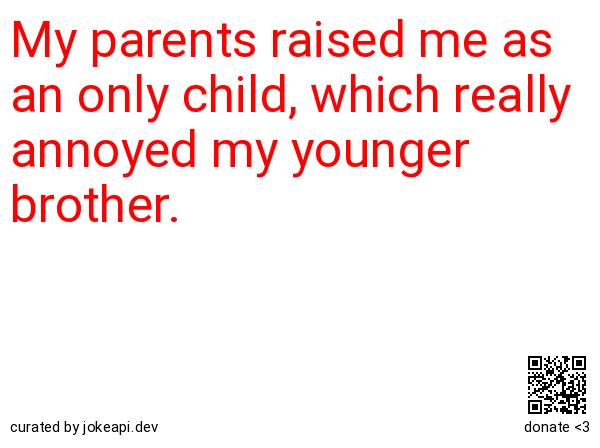 My parents raised me as
an only child, which really
annoyed my younger
brother.
curated by jokeapi.dev
donate <3